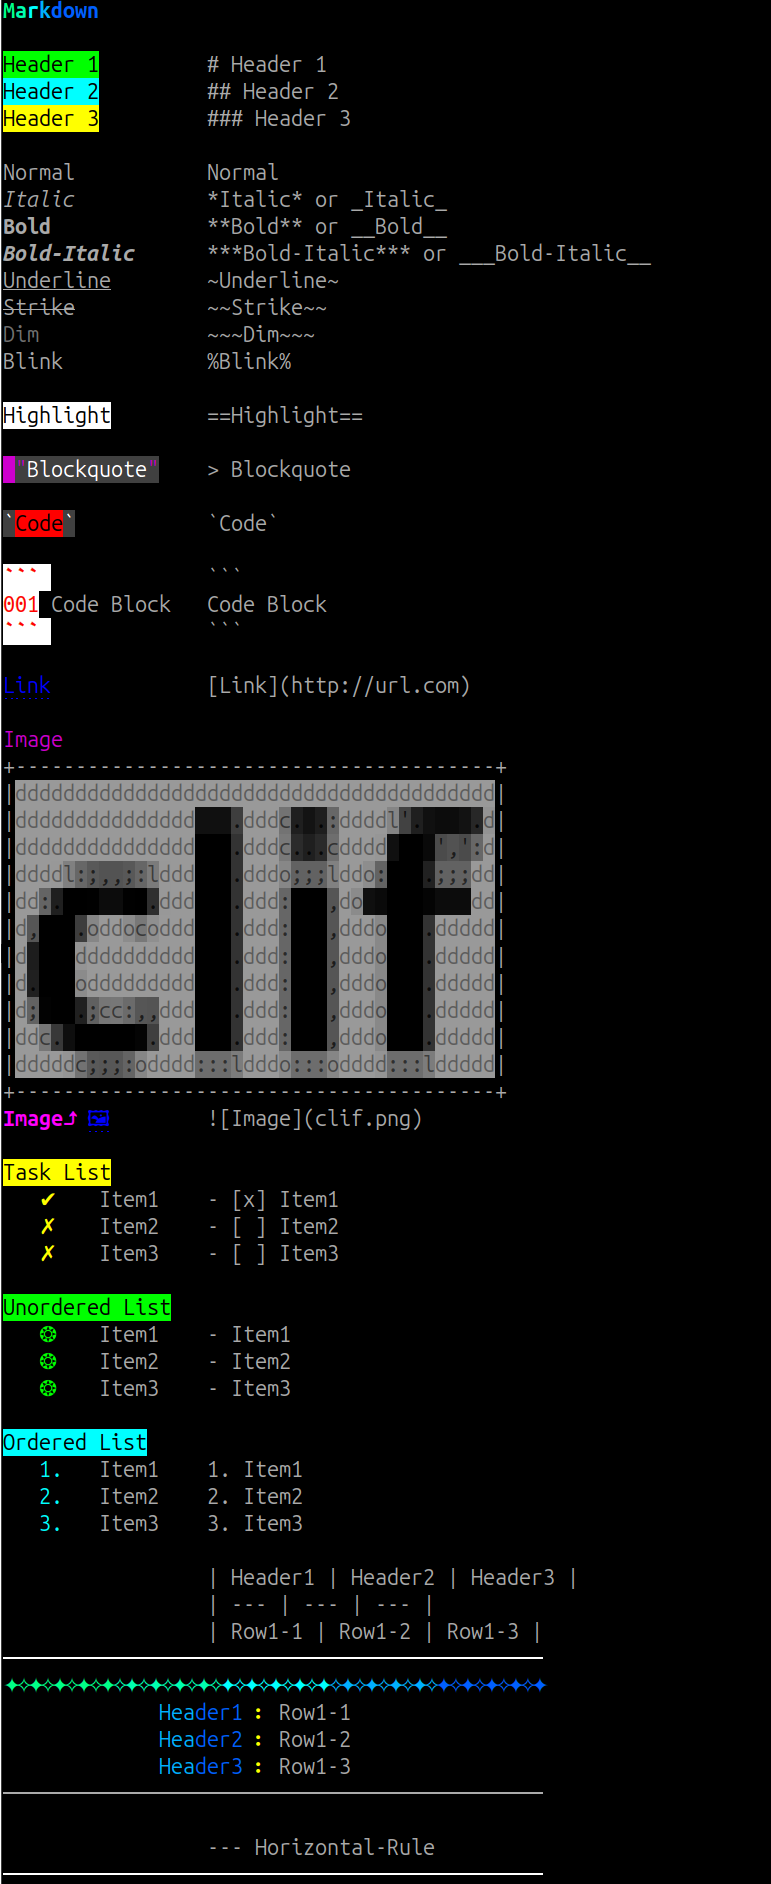 Markdown
Header 1 # Header 1
Header 2 ## Header 2
Header 3 ### Header 3
Normal Normal
Italic *Italic* or _Italic_
Bold **Bold** or __Bold__
Bold-Italic ***Bold-Italic*** or ___Bold-Italic__
Underline ~Underline~
Strike ~~Strike~~
Dim ~~~Dim~~~
Blink %Blink%
Highlight ==Highlight==
"Blockquote" > Blockquote
`Code` `Code`
``` ```
001 Code Block Code Block
``` ```
Link [Link](http://url.com)
Image
clif
Image⤴ 🖼 ![Image](clif.png)
Task List
✔ Item1 - [x] Item1
✗ Item2 - [ ] Item2
✗ Item3 - [ ] Item3
Unordered List
❂ Item1 - Item1
❂ Item2 - Item2
❂ Item3 - Item3
Ordered List
1. Item1 1. Item1
2. Item2 2. Item2
3. Item3 3. Item3
| Header1 | Header2 | Header3 |
| --- | --- | --- |
| Row1-1 | Row1-2 | Row1-3 |
Header1 : Row1-1
Header2 : Row1-2
Header3 : Row1-3
--- Horizontal-Rule